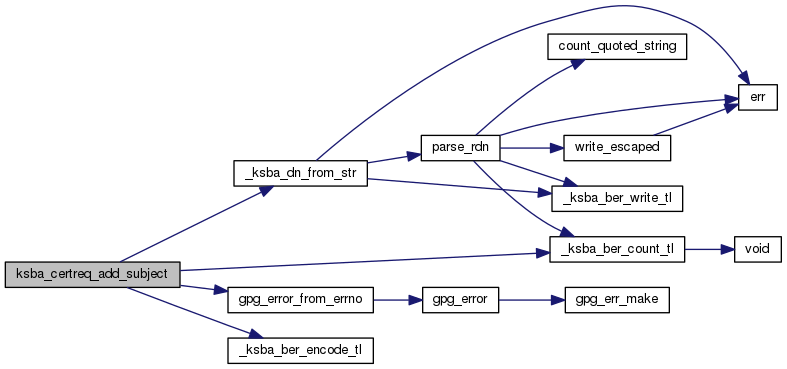 count_quoted_string
err
parse_rdn
write_escaped
_ksba_dn_from_str
_ksba_ber_write_tl
_ksba_ber_count_tl
void
ksba_certreq_add_subject
gpg_error_from_errno
gpg_error
gpg_err_make
_ksba_ber_encode_tl